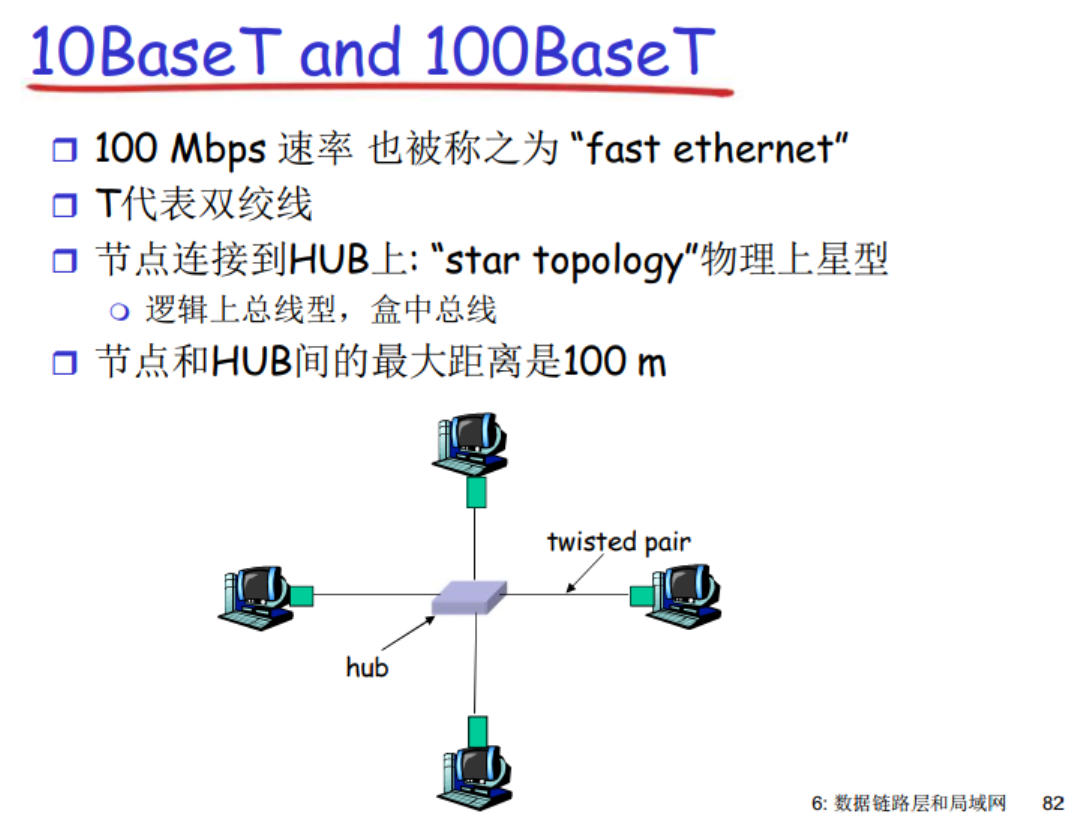 10BaseT and 100BaseT
100 Mbps 速率 也被称之为 “fast ethernet”
T代表双绞线
节点连接到HUB上: “star topology”物理上星型
逻辑上总线型，盒中总线
节点和HUB间的最大距离是100 m
twisted pair
hub
6: 数据链路层和局域网 82